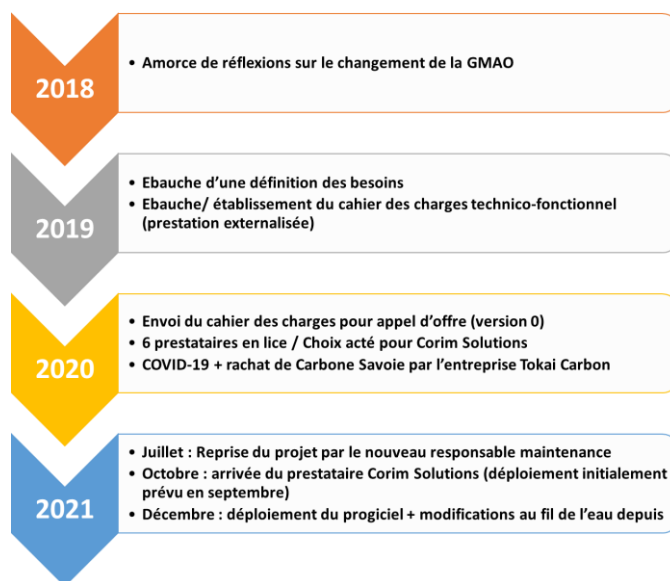 2018
• Amorce de réflexions sur le changement de la GMAO
2019
• Ebauche d’une définition des besoins
• Ebauche/ établissement du cahier des charges technico-fonctionnel
(prestation externalisée)
2020
• Envoi du cahier des charges pour appel d’offre (version 0)
• 6 prestataires en lice / Choix acté pour Corim Solutions
• COVID-19 + rachat de Carbone Savoie par l’entreprise Tokai Carbon
2021
• Juillet : Reprise du projet par le nouveau responsable maintenance
• Octobre : arrivée du prestataire Corim Solutions (déploiement initialement
prévu en septembre)
• Décembre : déploiement du progiciel + modifications au fil de l’eau depuis